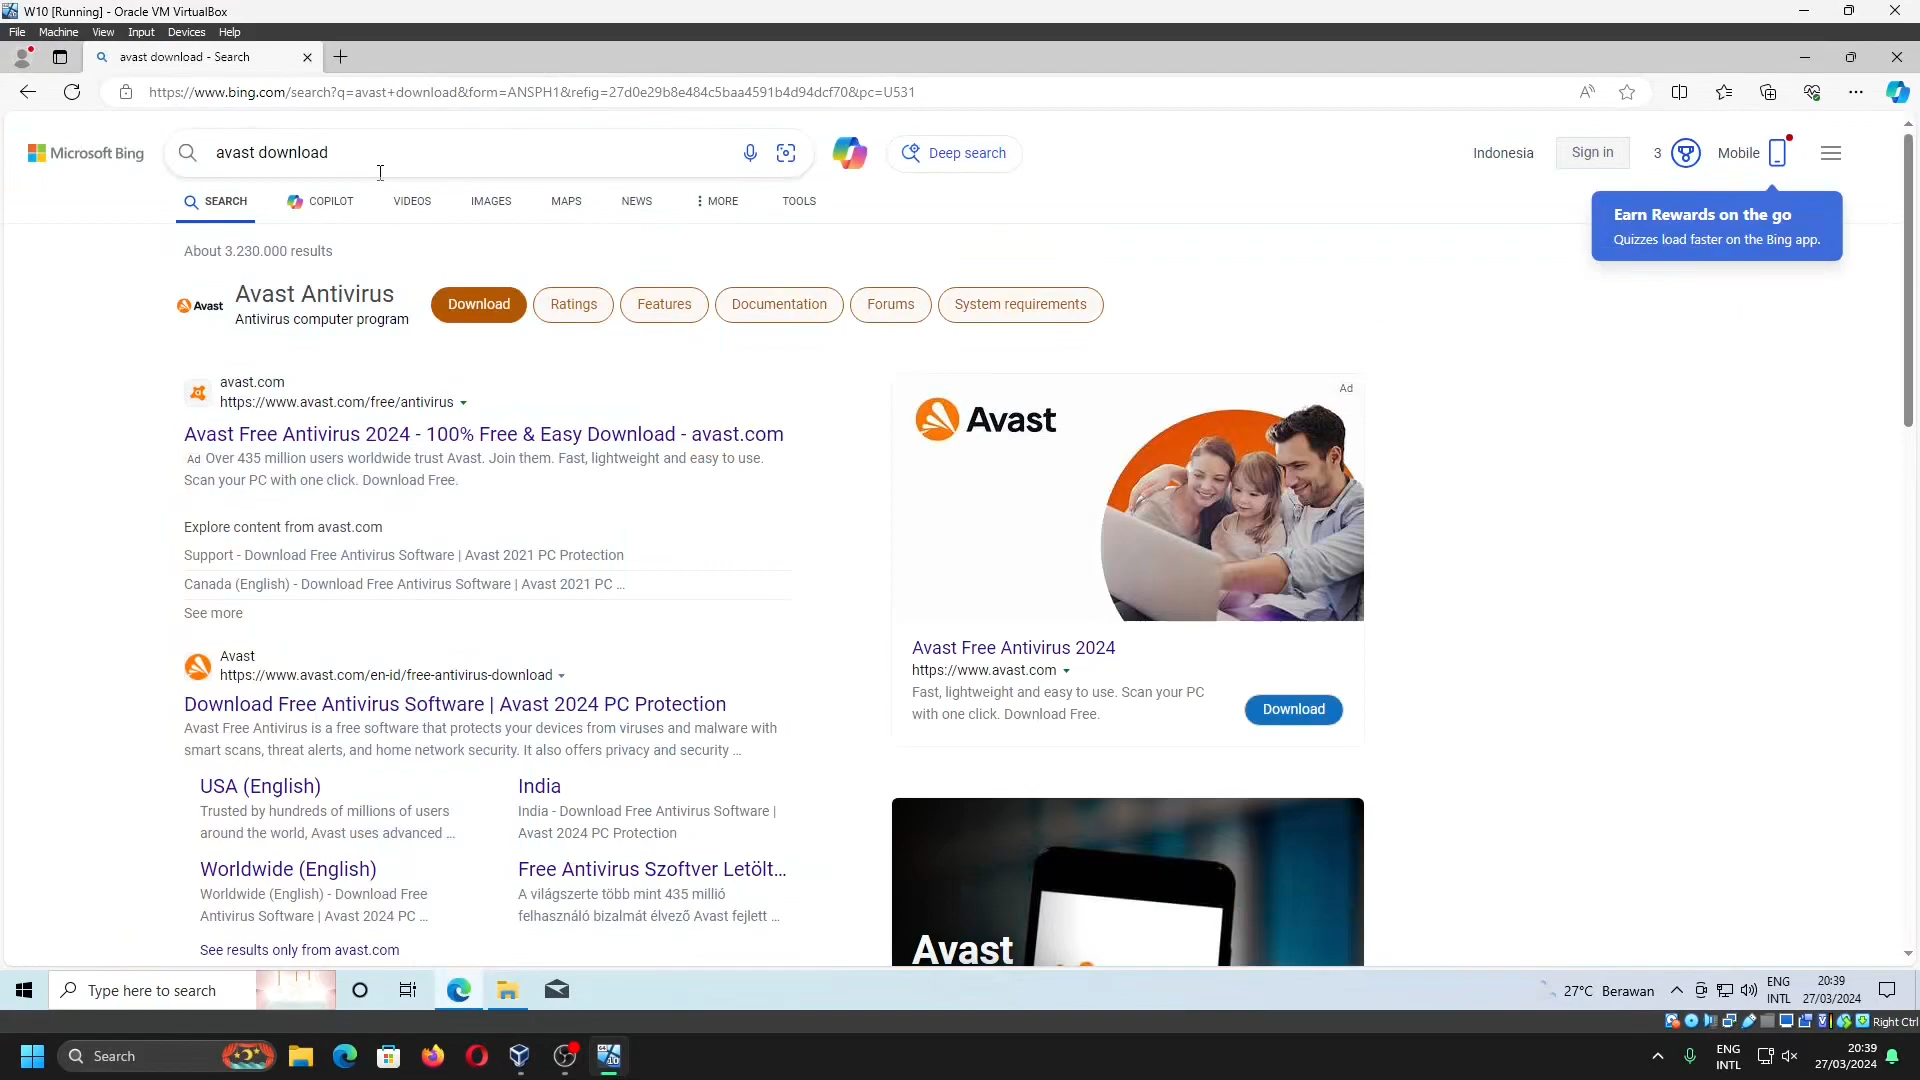 W10 [Running] - Oracle VM VirtualBox
File Machine View Input Devices Help
avast download - Search
https://www.bing.com/search?q=avast+download&form=ANSPH1&refig=27d0e29b8e484c5baa4591b4d94dcf70&pc=U531
Microsoft Bing
avast download
Deep search
Indonesia
Sign in
3
Mobile
SEARCH COPILOT VIDEOS IMAGES MAPS NEWS MORE TOOLS
Earn Rewards on the go
Quizzes load faster on the Bing app.
About 3.230.000 results
Avast
Avast Antivirus
Antivirus computer program
Download Ratings Features Documentation Forums System requirements
avast.com
https://www.avast.com/free/antivirus
Avast Free Antivirus 2024 - 100% Free & Easy Download - avast.com
Ad Over 435 million users worldwide trust Avast. Join them. Fast, lightweight and easy to use.
Scan your PC with one click. Download Free.
Explore content from avast.com
Support - Download Free Antivirus Software | Avast 2021 PC Protection
Canada (English) - Download Free Antivirus Software | Avast 2021 PC ...
See more
Avast
https://www.avast.com/en-id/free-antivirus-download
Download Free Antivirus Software | Avast 2024 PC Protection
Avast Free Antivirus is a free software that protects your devices from viruses and malware with
smart scans, threat alerts, and home network security. It also offers privacy and security ...
USA (English)
Trusted by hundreds of millions of users
around the world, Avast uses advanced ...
India
India - Download Free Antivirus Software |
Avast 2024 PC Protection
Worldwide (English)
Worldwide (English) - Download Free
Antivirus Software | Avast 2024 PC ...
Free Antivirus Szoftver Letölt...
A világszerte több mint 435 millió
felhasználó bizalmát élvező Avast fejlett ...
See results only from avast.com
Ad
Avast
Avast Free Antivirus 2024
https://www.avast.com
Fast, lightweight and easy to use. Scan your PC
with one click. Download Free.
Download
Avast
Type here to search
27°C Berawan
ENG
INTL
20:39
27/03/2024
Right Ctrl
Search
ENG
INTL
20:39
27/03/2024